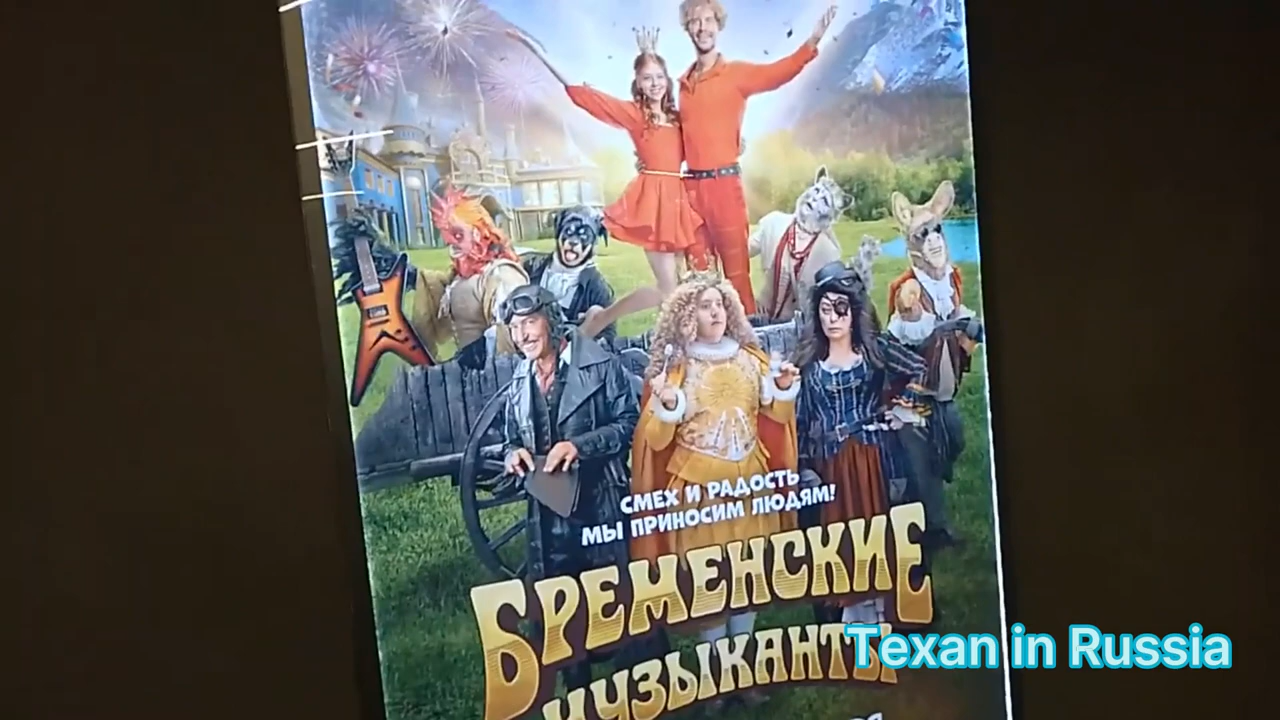 СМЕХ И РАДОСТЬ
МЫ ПРИНОСИМ ЛЮДЯМ!
БРЕМЕНСКИЕ
МУЗЫКАНТЫ
Texan in Russia